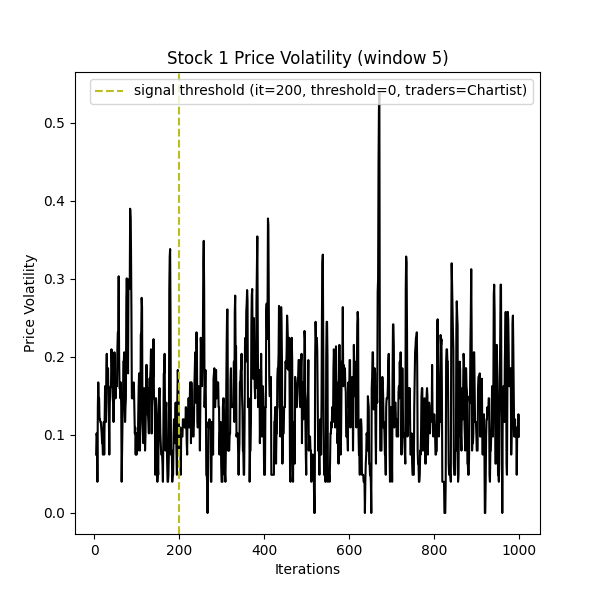 Stock 1 Price Volatility (window 5)
signal threshold (it=200, threshold=0, traders=Chartist)
0.5
0.4
0.3
0.2
0.1
0.0
Price Volatility
0 200 400 600 800 1000
Iterations